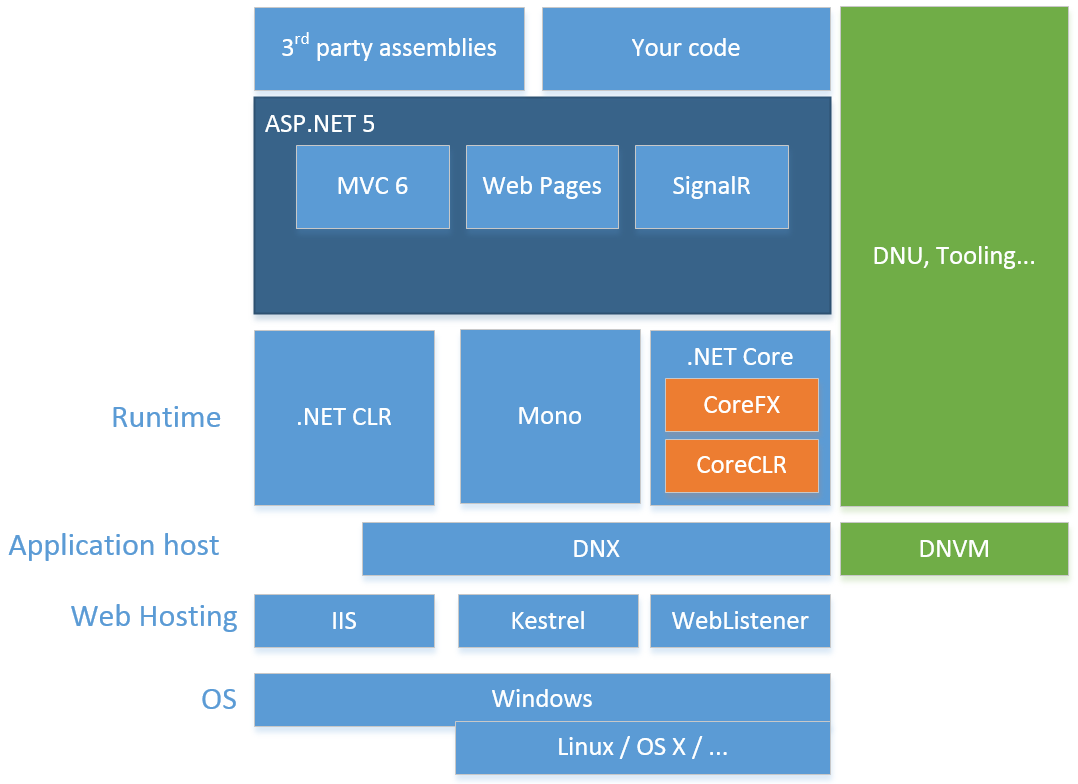 3rd party assemblies
Your code
ASP.NET 5
MVC 6
Web Pages
SignalR
DNU, Tooling...
Runtime
.NET CLR
Mono
.NET Core
CoreFX
CoreCLR
Application host
DNX
DNVM
Web Hosting
IIS
Kestrel
WebListener
OS
Windows
Linux / OS X / ...